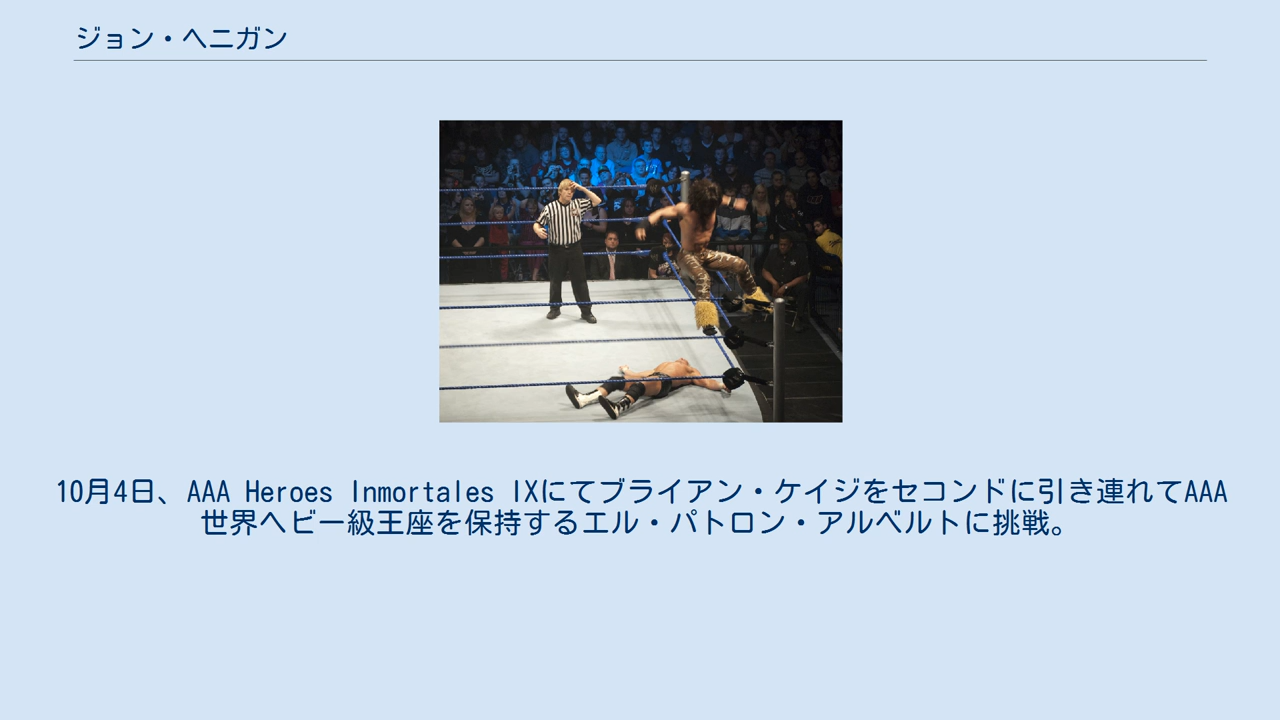 ジョン・ヘニガン
10月4日、AAA Heroes Inmortales IXにてブライアン・ケイジをセコンドに引き連れてAAA
世界ヘビー級王座を保持するエル・パトロン・アルベルトに挑戦。